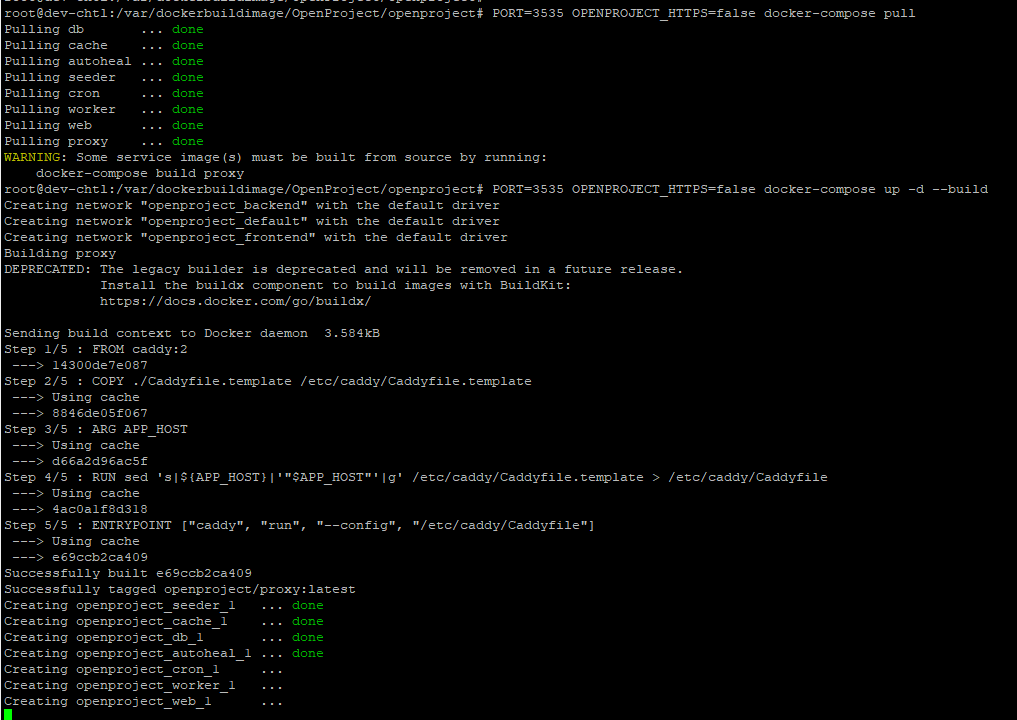 root@dev-chtl:/var/dockerbuildimage/OpenProject/openproject# PORT=3535 OPENPROJECT_HTTPS=false docker-compose pull
Pulling db       ... done
Pulling cache    ... done
Pulling autoheal ... done
Pulling seeder   ... done
Pulling cron     ... done
Pulling worker   ... done
Pulling web      ... done
Pulling proxy    ... done
WARNING: Some service image(s) must be built from source by running:
    docker-compose build proxy
root@dev-chtl:/var/dockerbuildimage/OpenProject/openproject# PORT=3535 OPENPROJECT_HTTPS=false docker-compose up -d --build
Creating network "openproject_backend" with the default driver
Creating network "openproject_default" with the default driver
Creating network "openproject_frontend" with the default driver
Building proxy
DEPRECATED: The legacy builder is deprecated and will be removed in a future release.
            Install the buildx component to build images with BuildKit:
            https://docs.docker.com/go/buildx/
Sending build context to Docker daemon  3.584kB
Step 1/5 : FROM caddy:2
 ---> 14300de7e087
Step 2/5 : COPY ./Caddyfile.template /etc/caddy/Caddyfile.template
 ---> Using cache
 ---> 8846de05f067
Step 3/5 : ARG APP_HOST
 ---> Using cache
 ---> d66a2d96ac5f
Step 4/5 : RUN sed 's|${APP_HOST}|'"$APP_HOST"'|g' /etc/caddy/Caddyfile.template > /etc/caddy/Caddyfile
 ---> Using cache
 ---> 4ac0a1f8d318
Step 5/5 : ENTRYPOINT ["caddy", "run", "--config", "/etc/caddy/Caddyfile"]
 ---> Using cache
 ---> e69ccb2ca409
Successfully built e69ccb2ca409
Successfully tagged openproject/proxy:latest
Creating openproject_seeder_1   ... done
Creating openproject_cache_1    ... done
Creating openproject_db_1       ... done
Creating openproject_autoheal_1 ... done
Creating openproject_cron_1     ...
Creating openproject_worker_1   ...
Creating openproject_web_1      ...